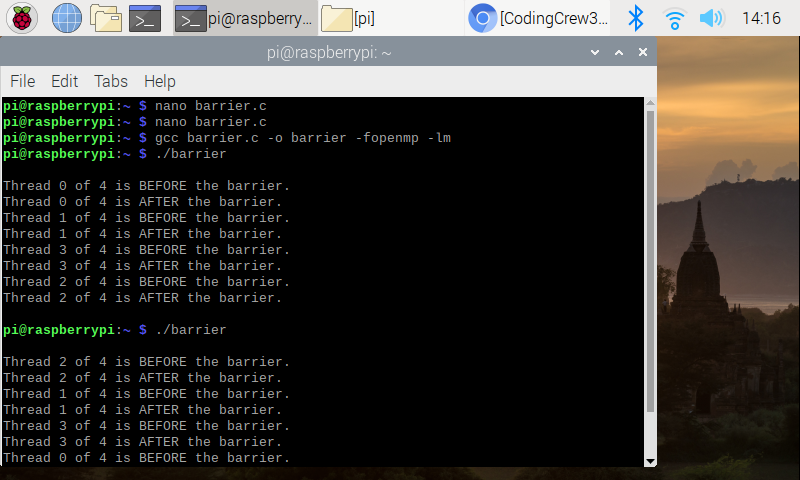 pi@raspberry... [pi] [CodingCrew3... 14:16
pi@raspberrypi: ~
File Edit Tabs Help
pi@raspberrypi:~ $ nano barrier.c
pi@raspberrypi:~ $ nano barrier.c
pi@raspberrypi:~ $ gcc barrier.c -o barrier -fopenmp -lm
pi@raspberrypi:~ $ ./barrier
Thread 0 of 4 is BEFORE the barrier.
Thread 0 of 4 is AFTER the barrier.
Thread 1 of 4 is BEFORE the barrier.
Thread 1 of 4 is AFTER the barrier.
Thread 3 of 4 is BEFORE the barrier.
Thread 3 of 4 is AFTER the barrier.
Thread 2 of 4 is BEFORE the barrier.
Thread 2 of 4 is AFTER the barrier.
pi@raspberrypi:~ $ ./barrier
Thread 2 of 4 is BEFORE the barrier.
Thread 2 of 4 is AFTER the barrier.
Thread 1 of 4 is BEFORE the barrier.
Thread 1 of 4 is AFTER the barrier.
Thread 3 of 4 is BEFORE the barrier.
Thread 3 of 4 is AFTER the barrier.
Thread 0 of 4 is BEFORE the barrier.